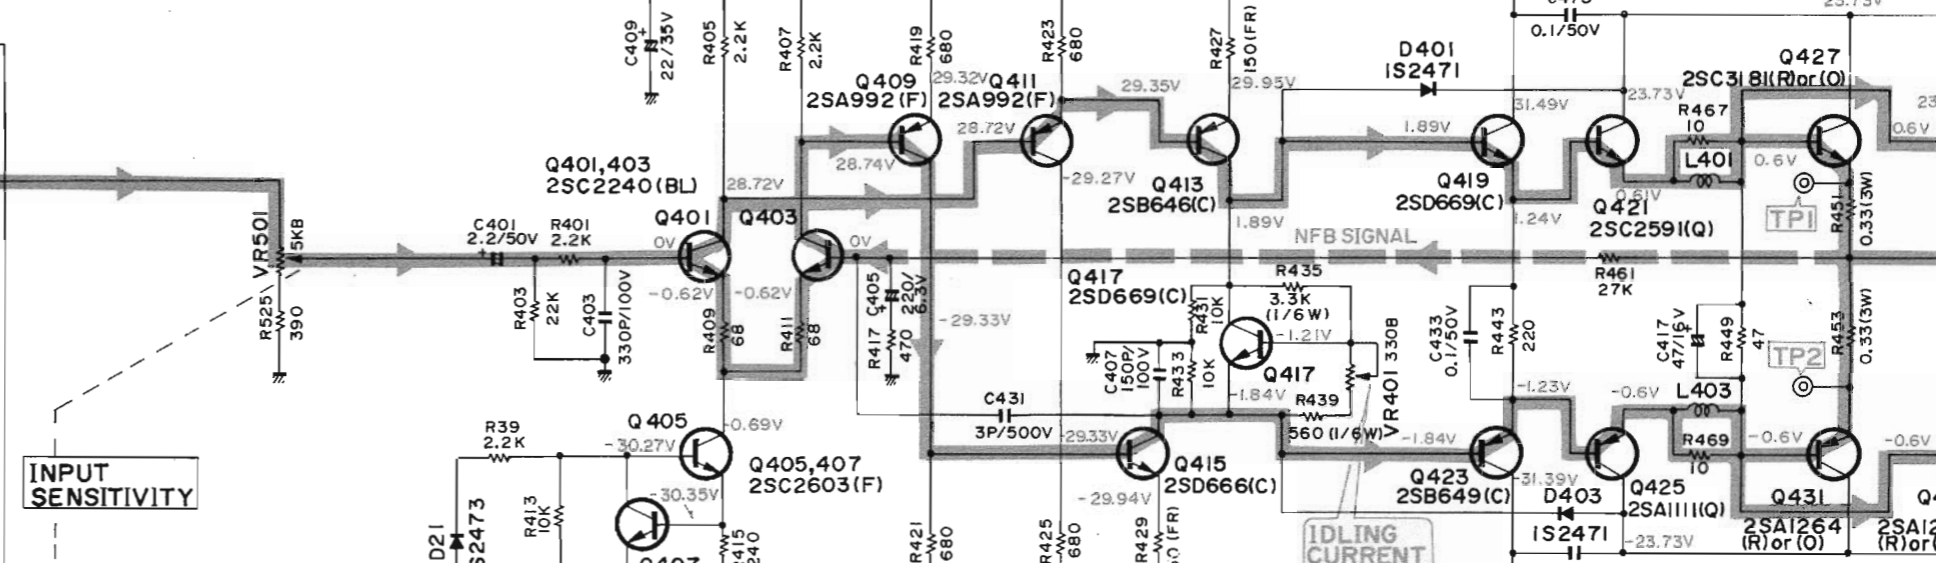 C409
22/35V
R405
2.2K
R407
2.2K
R419
680
R423
680
R427
150(FR)
0.1/50V
D401
1S2471
Q427
2SC3181(R)or(O)
Q409
2SA992(F)
29.32V
Q411
2SA992(F)
29.35V
29.95V
31.49V
23.73V
R467
10
28.72V
28.74V
1.89V
0.6V
0.6V
L401
Q401,403
2SC2240(BL)
28.72V
-29.27V
Q413
2SB646(C)
Q419
2SD669(C)
0.61V
Q421
2SC2591(Q)
TP1
R451
0.33(3W)
VR501
5KB
C401
2.2/50V
R401
2.2K
Q401
Q403
0V
0V
1.89V
1.24V
NFB SIGNAL
R461
27K
R525
390
R403
22K
C403
330P/100V
-0.62V
-0.62V
R409
68
R411
68
C405
220/
6.3V
R417
470
-29.33V
Q417
2SD669(C)
R435
3.3K
(1/6W)
R431
10K
-1.21V
C407
150P/
100V
R433
10K
Q417
-1.84V
R439
560(1/6W)
VR401 330B
C433
0.1/50V
R443
220
C417
47/16V
R449
47
R453
0.33(3W)
TP2
C431
3P/500V
-1.23V
-0.6V
L403
R39
2.2K
Q405
-0.69V
-30.27V
-29.33V
-1.84V
R469
10
-0.6V
-0.6V
INPUT
SENSITIVITY
Q405,407
2SC2603(F)
Q415
2SD666(C)
Q423
2SB649(C)
-31.39V
D403
1S2471
Q425
2SA1111(Q)
Q431
2SA1264
(R)or(O)
-30.35V
-29.94V
D21
R413
10K
R421
680
R425
680
R429
IDLING
CURRENT
-23.73V